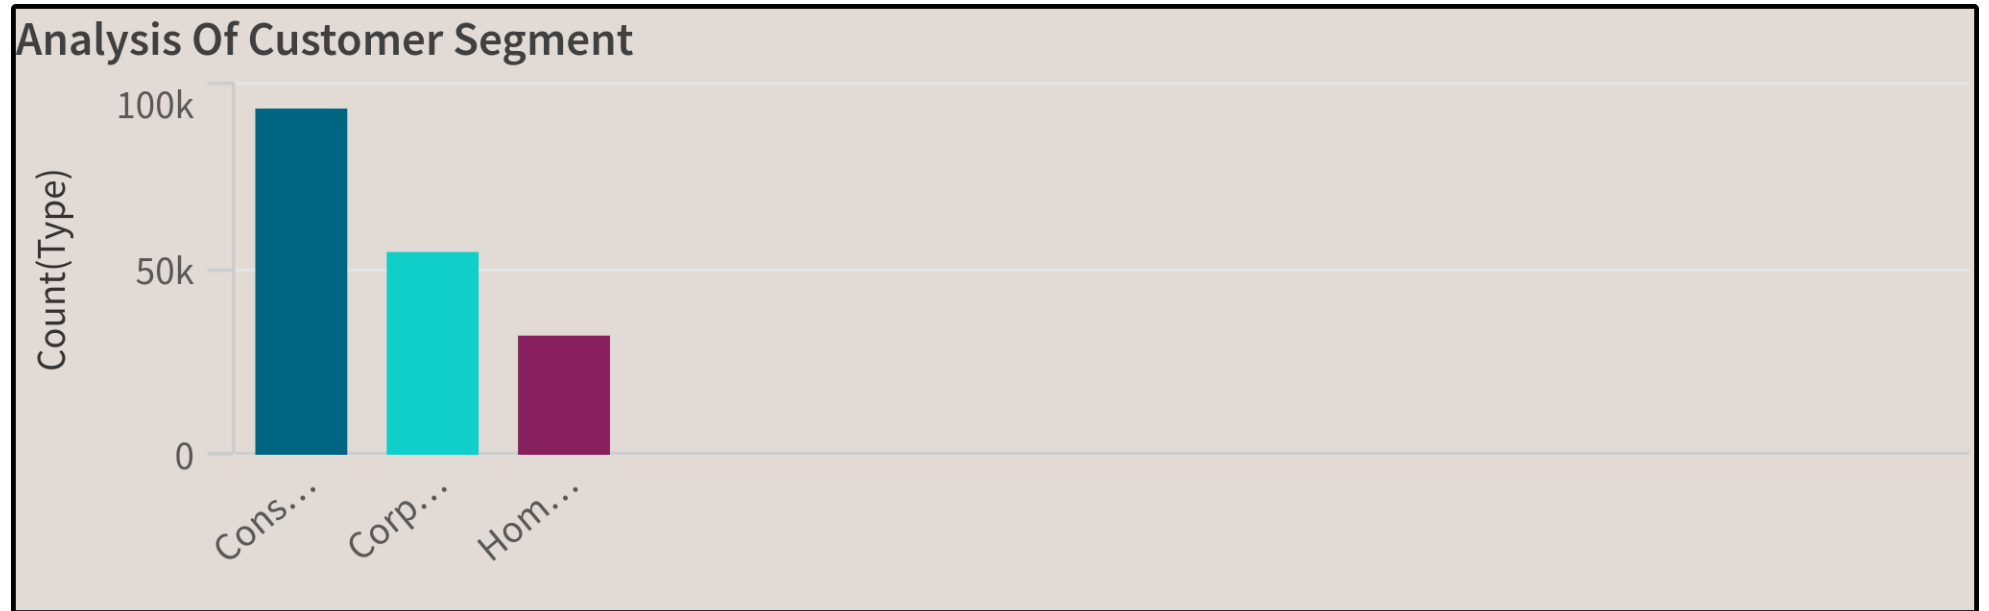 Analysis Of Customer Segment
100k
50k
0
Count(Type)
Cons...
Corp...
Hom...